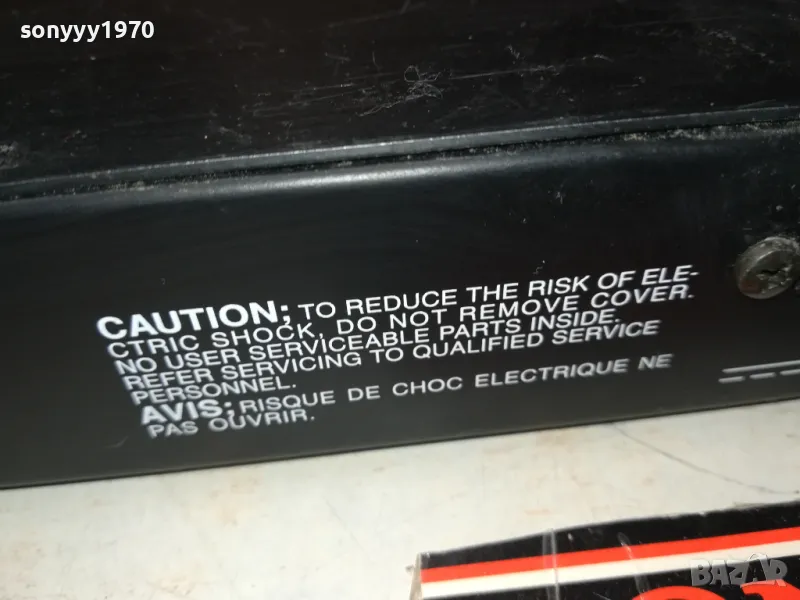 sonyyy1970
CAUTION; TO REDUCE THE RISK OF ELE-
CTRIC SHOCK, DO NOT REMOVE COVER.
NO USER SERVICEABLE PARTS INSIDE.
REFER SERVICING TO QUALIFIED SERVICE
PERSONNEL.
AVIS; RISQUE DE CHOC ELECTRIQUE NE
PAS OUVRIR.
BAZAR